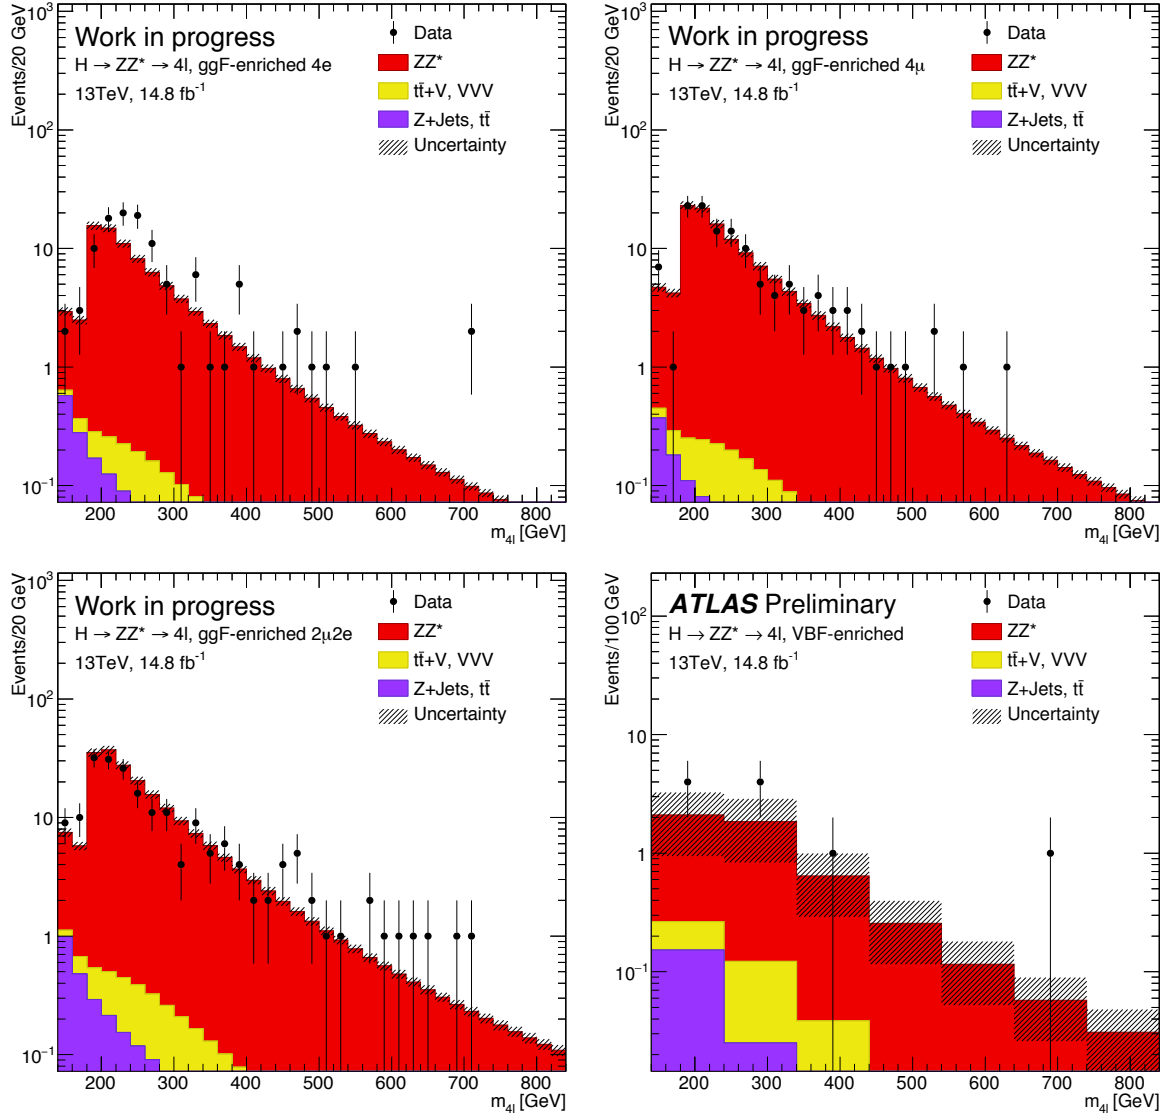 Events/20 GeV
10³
10²
10
1
10⁻¹
Work in progress
H → ZZ* → 4l, ggF-enriched 4e
13TeV, 14.8 fb⁻¹
Data
ZZ*
tt̄+V, VVV
Z+Jets, tt̄
Uncertainty
200 300 400 500 600 700 800
m₄ₗ [GeV]
Events/20 GeV
10³
10²
10
1
10⁻¹
Work in progress
H → ZZ* → 4l, ggF-enriched 4μ
13TeV, 14.8 fb⁻¹
Data
ZZ*
tt̄+V, VVV
Z+Jets, tt̄
Uncertainty
200 300 400 500 600 700 800
m₄ₗ [GeV]
Events/20 GeV
10³
10²
10
1
10⁻¹
Work in progress
H → ZZ* → 4l, ggF-enriched 2μ2e
13TeV, 14.8 fb⁻¹
Data
ZZ*
tt̄+V, VVV
Z+Jets, tt̄
Uncertainty
200 300 400 500 600 700 800
m₄ₗ [GeV]
Events/100 GeV
10²
10
1
10⁻¹
ATLAS Preliminary
H → ZZ* → 4l, VBF-enriched
13TeV, 14.8 fb⁻¹
Data
ZZ*
tt̄+V, VVV
Z+Jets, tt̄
Uncertainty
200 300 400 500 600 700 800
m₄ₗ [GeV]